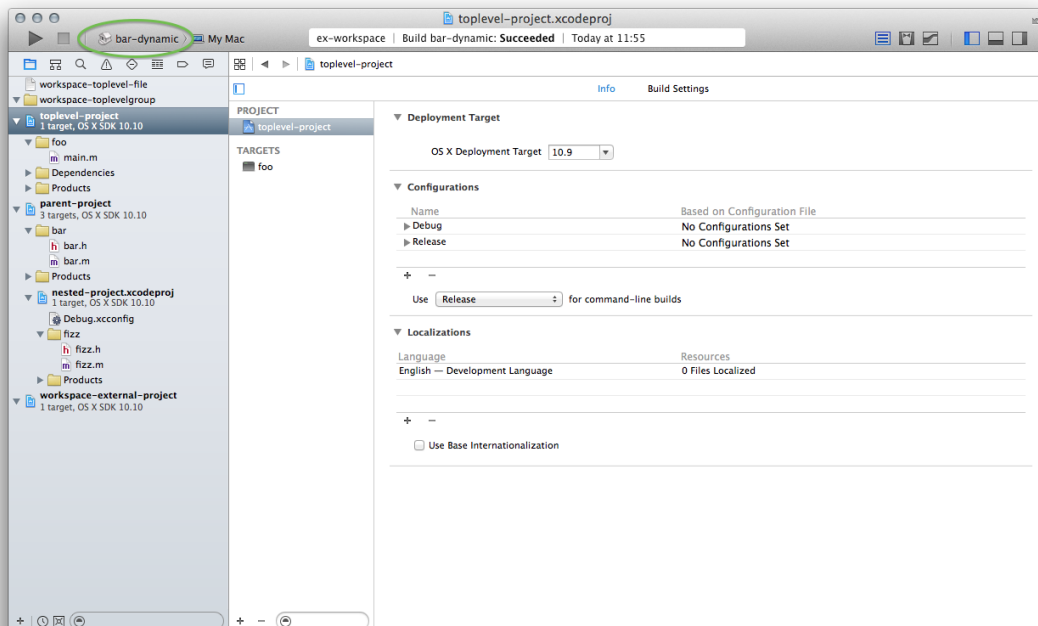 toplevel-project.xcodeproj
bar-dynamic My Mac
ex-workspace | Build bar-dynamic: Succeeded | Today at 11:55
toplevel-project
workspace-toplevel-file
workspace-toplevelgroup
toplevel-project
1 target, OS X SDK 10.10
foo
m main.m
Dependencies
Products
parent-project
3 targets, OS X SDK 10.10
bar
h bar.h
m bar.m
Products
nested-project.xcodeproj
1 target, OS X SDK 10.10
Debug.xcconfig
fizz
h fizz.h
m fizz.m
Products
workspace-external-project
1 target, OS X SDK 10.10
Info Build Settings
PROJECT
toplevel-project
TARGETS
foo
Deployment Target
OS X Deployment Target 10.9
Configurations
Name Based on Configuration File
Debug No Configurations Set
Release No Configurations Set
+ −
Use Release for command-line builds
Localizations
Language Resources
English — Development Language 0 Files Localized
+ −
Use Base Internationalization
+
+ −